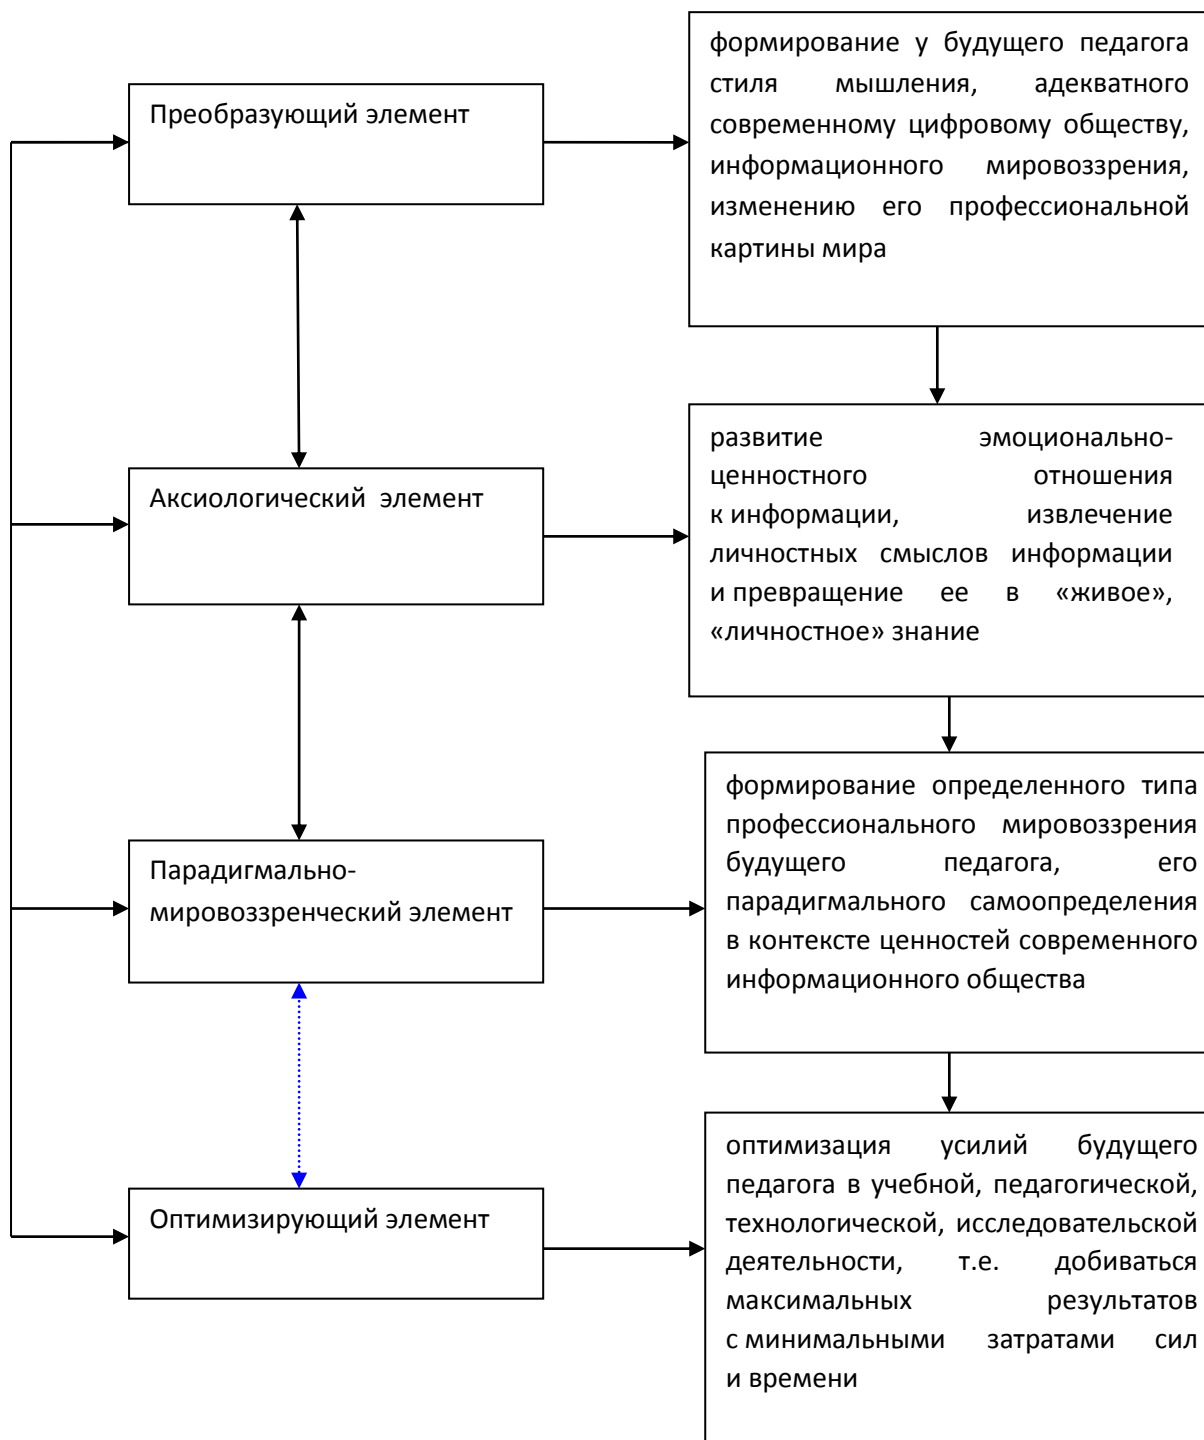 Преобразующий элемент
формирование у будущего педагога
стиля мышления, адекватного
современному цифровому обществу,
информационного мировоззрения,
изменению его профессиональной
картины мира
Аксиологический элемент
развитие эмоционально-
ценностного отношения
к информации, извлечение
личностных смыслов информации
и превращение ее в «живое»,
«личностное» знание
Парадигмально-
мировоззренческий элемент
формирование определенного типа
профессионального мировоззрения
будущего педагога, его
парадигмального самоопределения
в контексте ценностей современного
информационного общества
Оптимизирующий элемент
оптимизация усилий будущего
педагога в учебной, педагогической,
технологической, исследовательской
деятельности, т.е. добиваться
максимальных результатов
с минимальными затратами сил
и времени